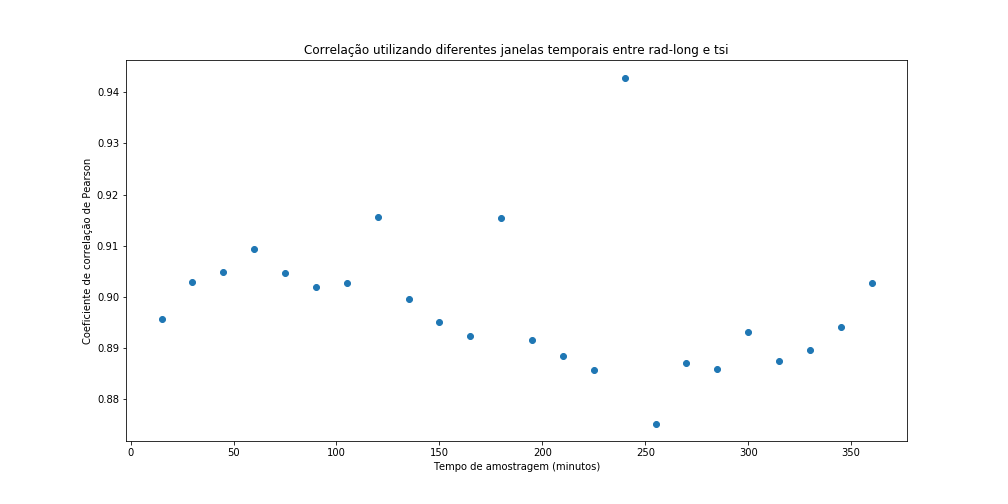 Correlação utilizando diferentes janelas temporais entre rad-long e tsi
Coeficiente de correlação de Pearson
0.94
0.93
0.92
0.91
0.90
0.89
0.88
0 50 100 150 200 250 300 350
Tempo de amostragem (minutos)